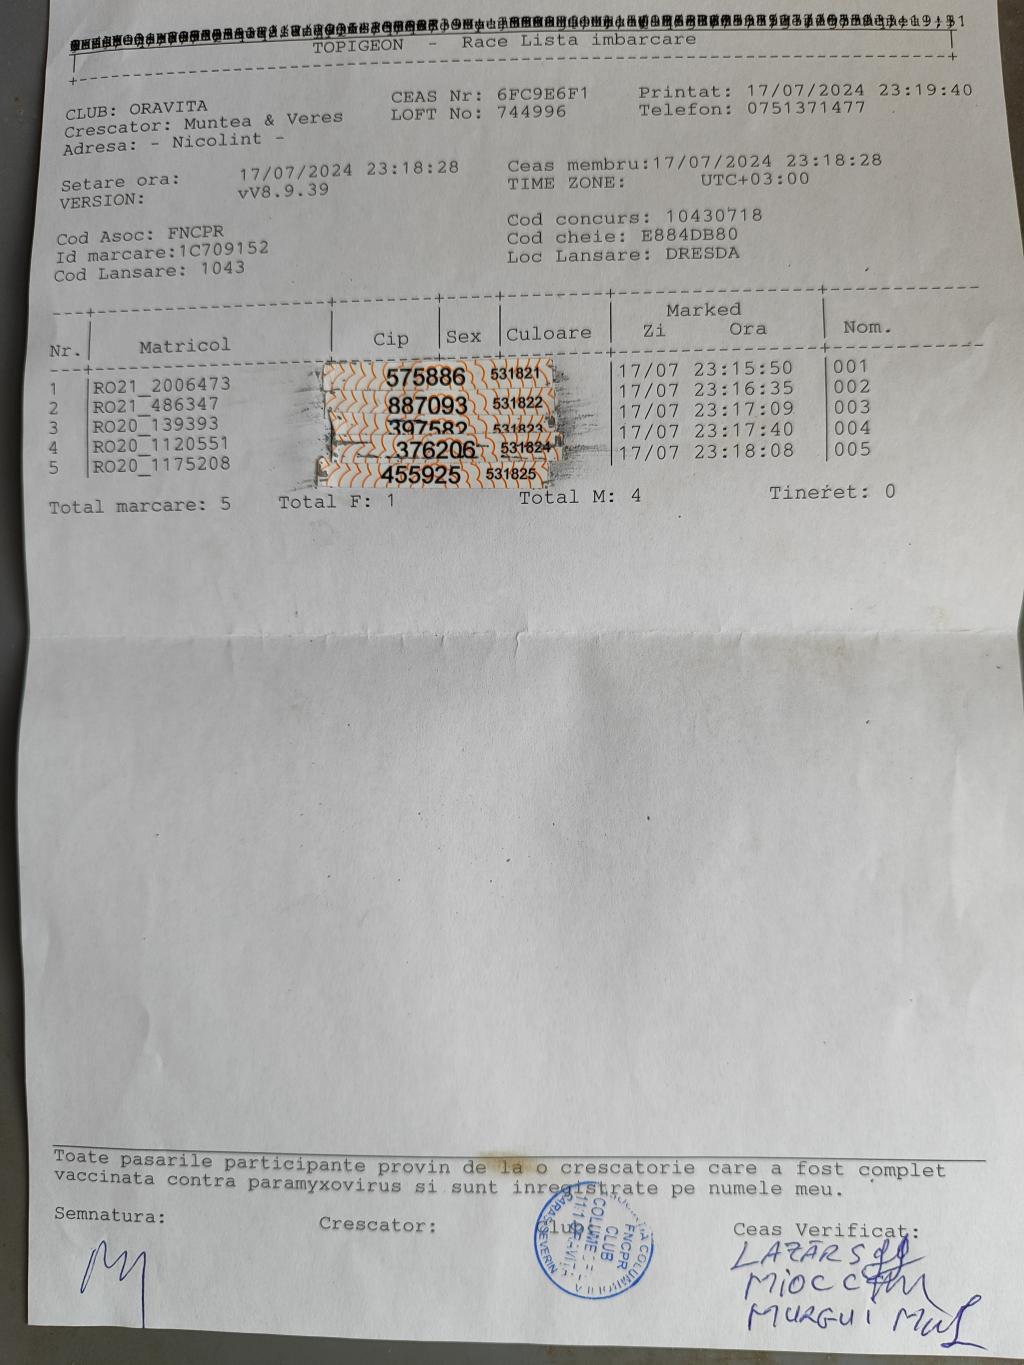 TOPIGEON - Race Lista imbarcare
CLUB: ORAVITA
CEAS Nr: 6FC9E6F1
Printat: 17/07/2024 23:19:40
Crescator: Muntea & Veres
LOFT No: 744996
Telefon: 0751371477
Adresa: - Nicolint -
Setare ora: 17/07/2024 23:18:28
Ceas membru:17/07/2024 23:18:28
VERSION: vV8.9.39
TIME ZONE: UTC+03:00
Cod Asoc: FNCPR
Cod concurs: 10430718
Id marcare:1C709152
Cod cheie: E884DB80
Cod Lansare: 1043
Loc Lansare: DRESDA
Marked
Nr. Matricol Cip Sex Culoare Zi Ora Nom.
1 RO21_2006473 575886 531821 17/07 23:15:50 001
2 RO21_486347 887093 531822 17/07 23:16:35 002
3 RO20_139393 397582 531823 17/07 23:17:09 003
4 RO20_1120551 376206 531824 17/07 23:17:40 004
5 RO20_1175208 455925 531825 17/07 23:18:08 005
Total marcare: 5 Total F: 1 Total M: 4 Tineret: 0
Toate pasarile participante provin de la o crescatorie care a fost complet
vaccinata contra paramyxovirus si sunt inregistrate pe numele meu.
Semnatura: Crescator: Ceas Verificat:
FNCPR
CLUB
LAZĂR
MIOC
MURGUI